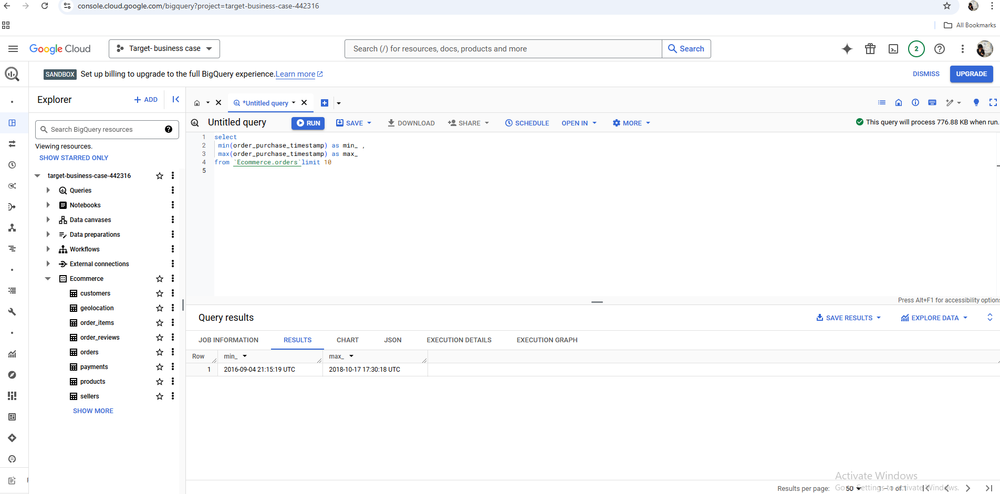 console.cloud.google.com/bigquery?project=target-business-case-442316
All Bookmarks
Google Cloud
Target- business case
Search (/) for resources, docs, products and more
Search
2
SANDBOX Set up billing to upgrade to the full BigQuery experience. Learn more
DISMISS
UPGRADE
Explorer
ADD
*Untitled query
Search BigQuery resources
Viewing resources.
SHOW STARRED ONLY
target-business-case-442316
Queries
Notebooks
Data canvases
Data preparations
Workflows
External connections
Ecommerce
customers
geolocation
order_items
order_reviews
orders
payments
products
sellers
SHOW MORE
Untitled query
RUN
SAVE
DOWNLOAD
SHARE
SCHEDULE
OPEN IN
MORE
This query will process 776.88 KB when run.
1 select
2 min(order_purchase_timestamp) as min_ ,
3 max(order_purchase_timestamp) as max_
4 from `Ecommerce.orders`limit 10
5
Press Alt+F1 for accessibility options
Query results
SAVE RESULTS
EXPLORE DATA
JOB INFORMATION
RESULTS
CHART
JSON
EXECUTION DETAILS
EXECUTION GRAPH
Row min_ max_
1 2016-09-04 21:15:19 UTC 2018-10-17 17:30:18 UTC
Activate Windows
Go to Settings to activate Windows.
Results per page: 50 1 – 1 of 1